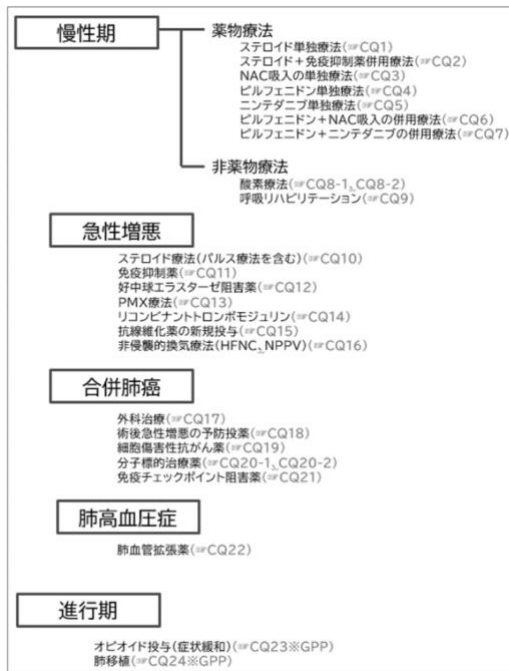 慢性期
薬物療法
ステロイド単独療法(☞CQ1)
ステロイド+免疫抑制薬併用療法(☞CQ2)
NAC吸入の単独療法(☞CQ3)
ピルフェニドン単独療法(☞CQ4)
ニンテダニブ単独療法(☞CQ5)
ピルフェニドン+NAC吸入の併用療法(☞CQ6)
ピルフェニドン+ニンテダニブの併用療法(☞CQ7)
非薬物療法
酸素療法(☞CQ8-1、CQ8-2)
呼吸リハビリテーション(☞CQ9)
急性増悪
ステロイド療法(パルス療法を含む)(☞CQ10)
免疫抑制薬(☞CQ11)
好中球エラスターゼ阻害薬(☞CQ12)
PMX療法(☞CQ13)
リコンビナントトロンボモジュリン(☞CQ14)
抗線維化薬の新規投与(☞CQ15)
非侵襲的換気療法(HFNC、NPPV)(☞CQ16)
合併肺癌
外科治療(☞CQ17)
術後急性増悪の予防投薬(☞CQ18)
細胞傷害性抗がん薬(☞CQ19)
分子標的治療薬(☞CQ20-1、CQ20-2)
免疫チェックポイント阻害薬(☞CQ21)
肺高血圧症
肺血管拡張薬(☞CQ22)
進行期
オピオイド投与(症状緩和)(☞CQ23※GPP)
肺移植(☞CQ24※GPP)